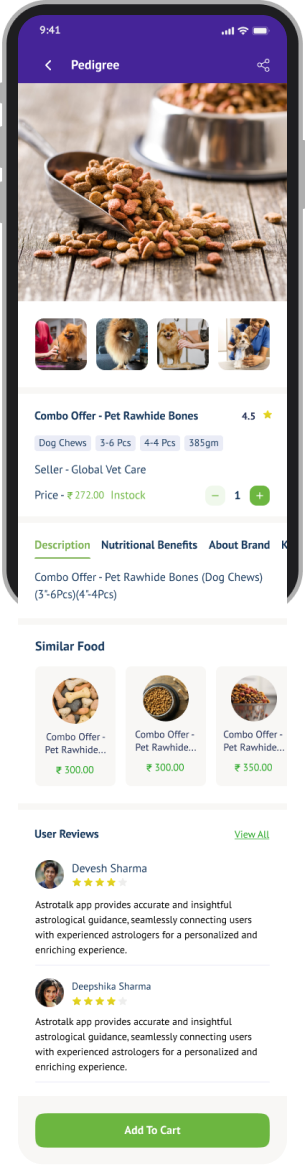 9:41
Pedigree
Combo Offer - Pet Rawhide Bones 4.5
Dog Chews 3-6 Pcs 4-4 Pcs 385gm
Seller - Global Vet Care
Price - ₹ 272.00 Instock − 1 +
Description Nutritional Benefits About Brand K
Combo Offer - Pet Rawhide Bones (Dog Chews)
(3"-6Pcs)(4"-4Pcs)
Similar Food
Combo Offer -
Pet Rawhide...
₹ 300.00
Combo Offer -
Pet Rawhide...
₹ 300.00
Combo Offer -
Pet Rawhide...
₹ 350.00
User Reviews View All
Devesh Sharma
Astrotalk app provides accurate and insightful
astrological guidance, seamlessly connecting users
with experienced astrologers for a personalized and
enriching experience.
Deepshika Sharma
Astrotalk app provides accurate and insightful
astrological guidance, seamlessly connecting users
with experienced astrologers for a personalized and
enriching experience.
Add To Cart